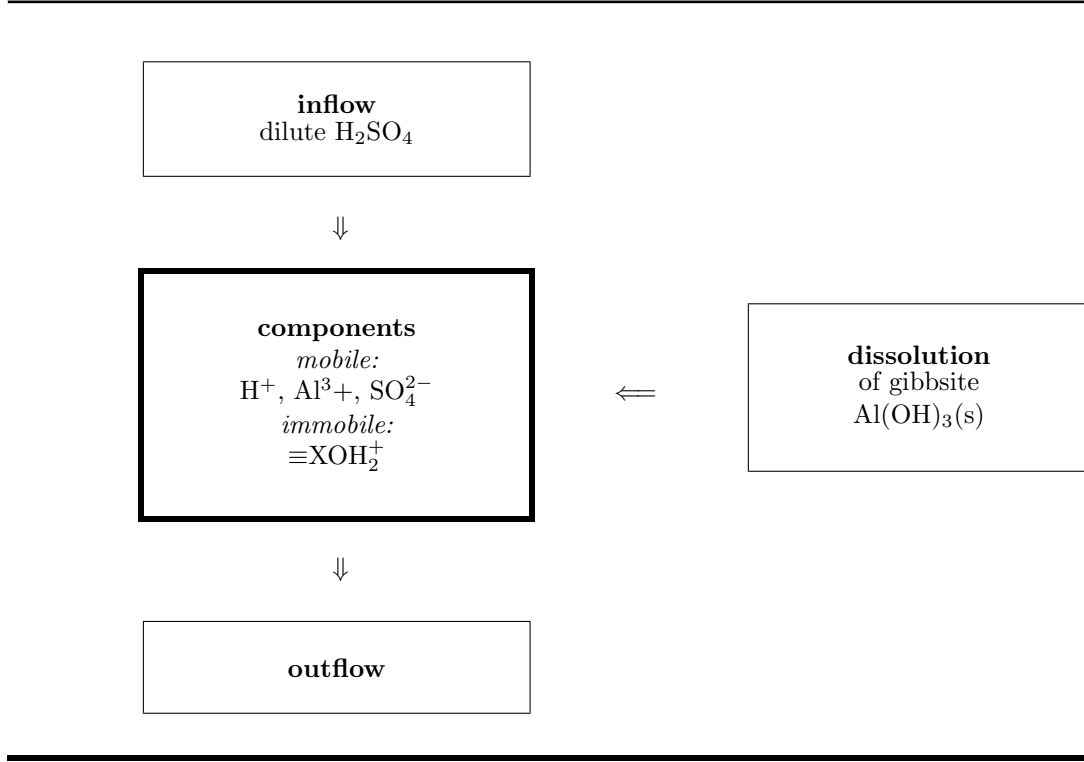 inflow
dilute H₂SO₄
⇓
components
mobile:
H⁺, Al³+, SO₄²⁻
immobile:
≡XOH₂⁺
⇐
dissolution
of gibbsite
Al(OH)₃(s)
⇓
outflow